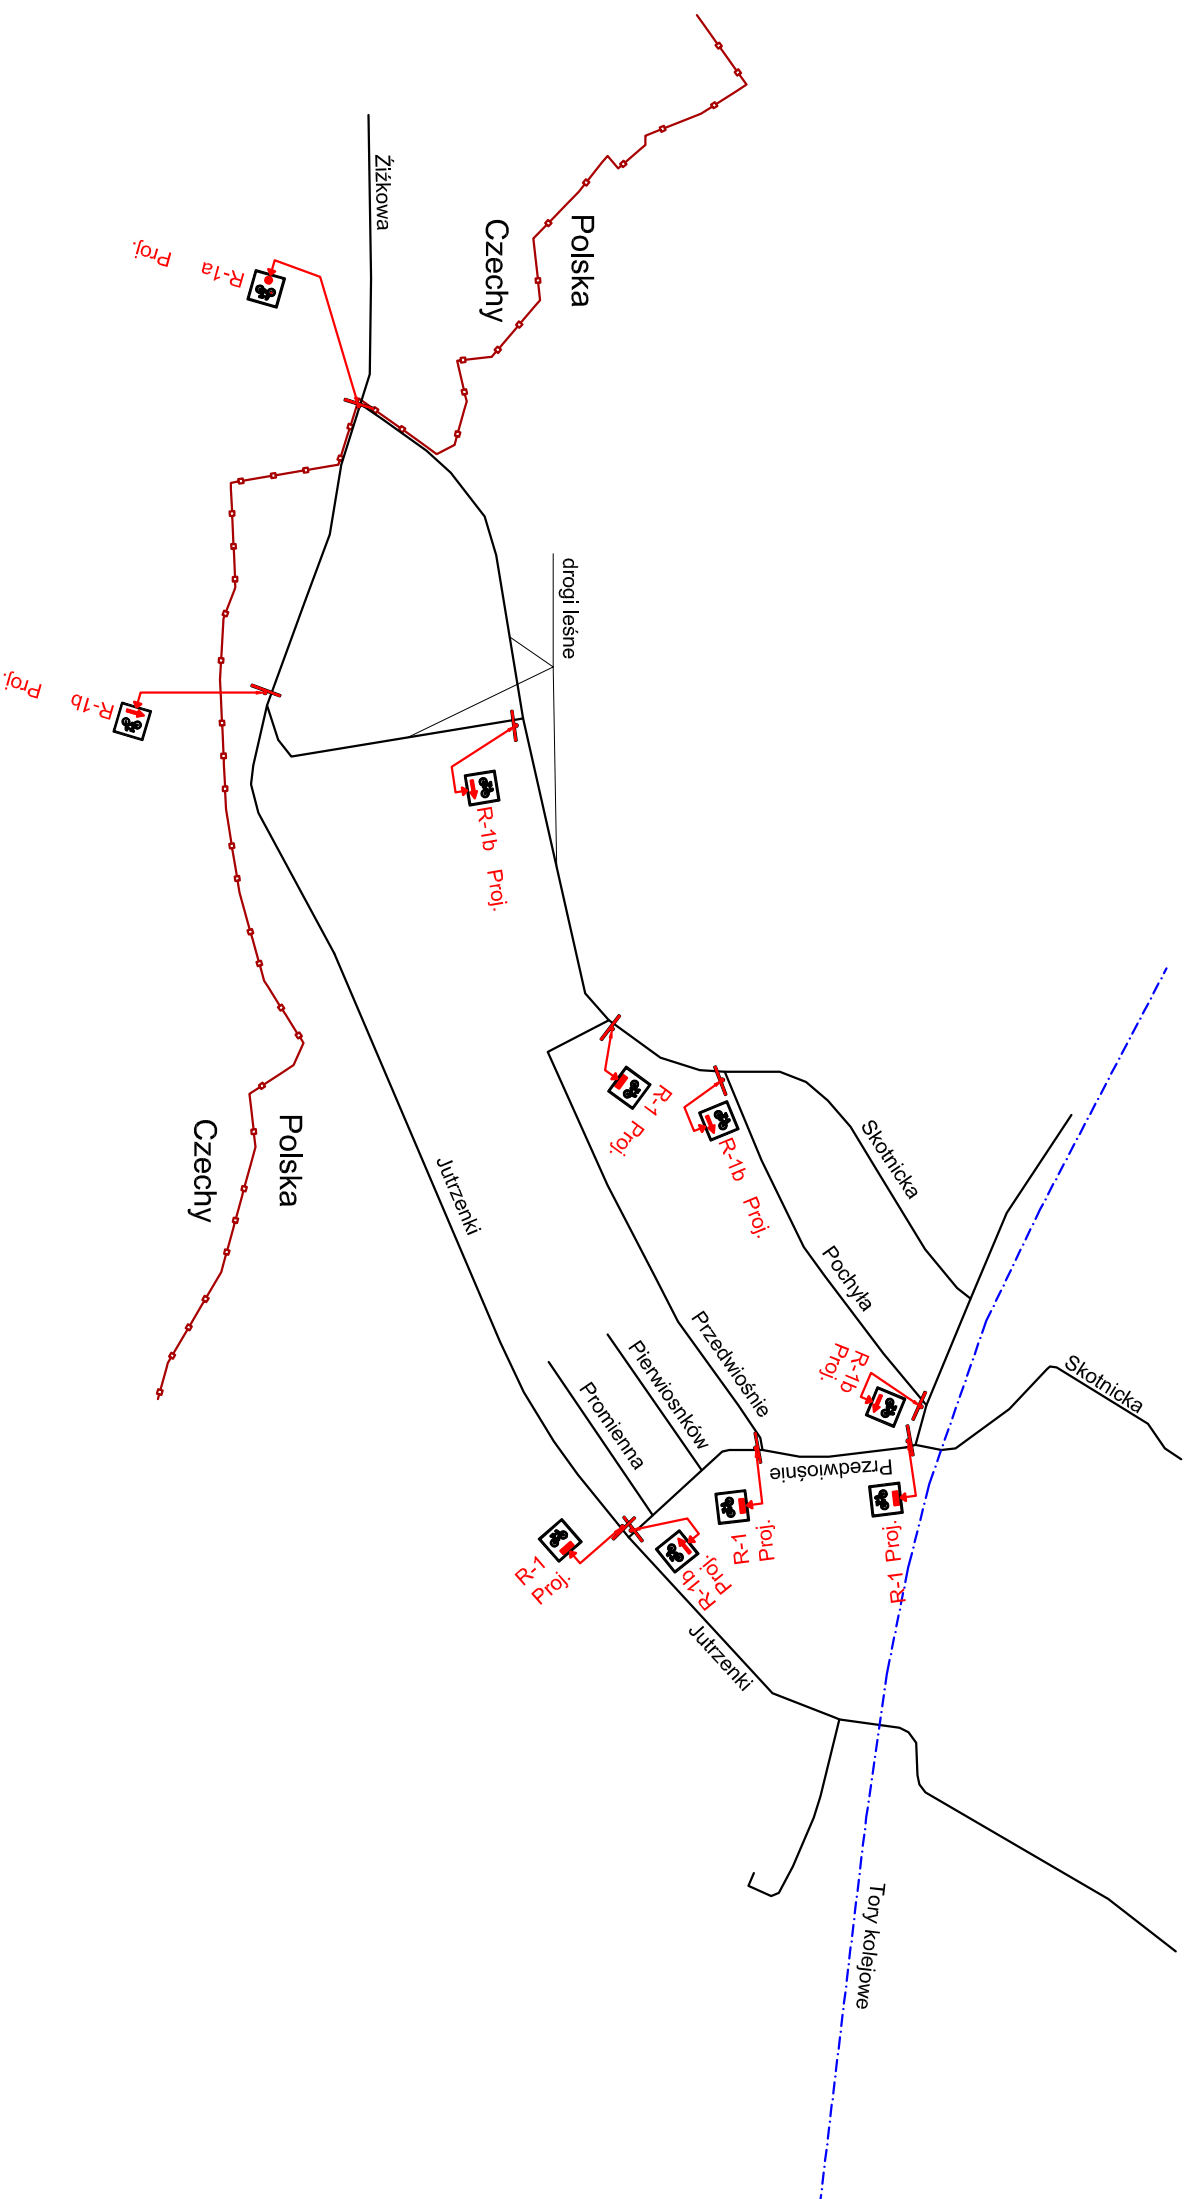 Źiźkowa
Polska
Czechy
R-1a Proj.
drogi leśne
R-1b Proj.
R-1b Proj.
R-1 Proj.
R-1b Proj.
Skotnicka
Pochyła
Polska
Czechy
Jutrzenki
Przedwiośnie
Pierwiosnków
Promienna
R-1b
Proj.
Skotnicka
Przedwiośnie
R-1 Proj.
R-1
Proj.
R-1b
Proj.
R-1
Proj.
Jutrzenki
Tory kolejowe